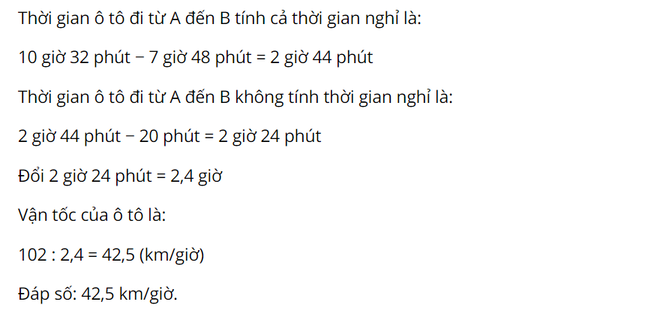 Thời gian ô tô đi từ A đến B tính cả thời gian nghỉ là:
10 giờ 32 phút − 7 giờ 48 phút = 2 giờ 44 phút
Thời gian ô tô đi từ A đến B không tính thời gian nghỉ là:
2 giờ 44 phút − 20 phút = 2 giờ 24 phút
Đổi 2 giờ 24 phút = 2,4 giờ
Vận tốc của ô tô là:
102 : 2,4 = 42,5 (km/giờ)
Đáp số: 42,5 km/giờ.